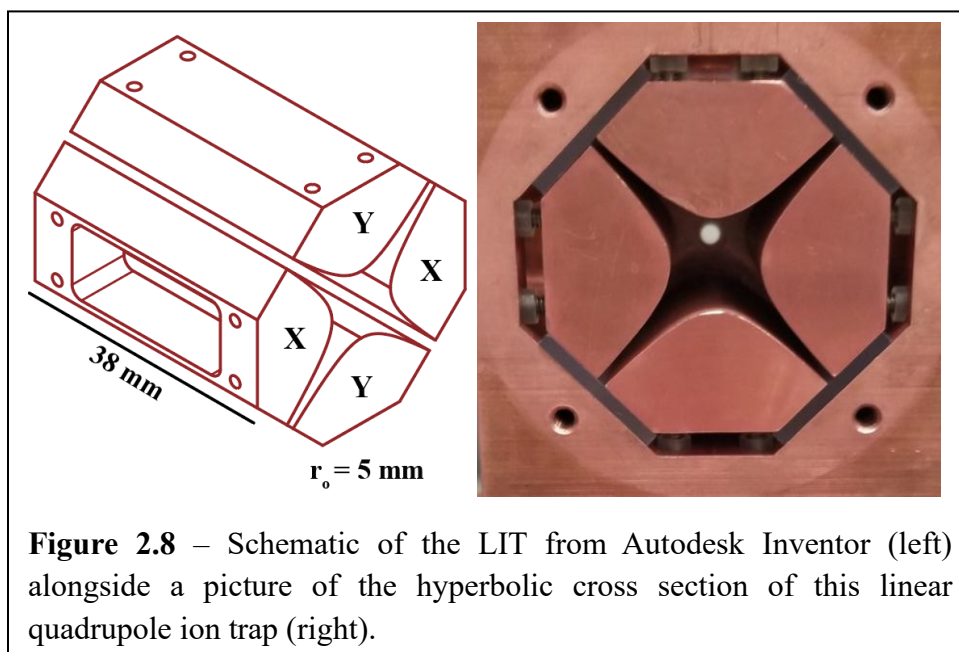 Y
X
X
Y
38 mm
r_o = 5 mm
Figure 2.8 – Schematic of the LIT from Autodesk Inventor (left)
alongside a picture of the hyperbolic cross section of this linear
quadrupole ion trap (right).